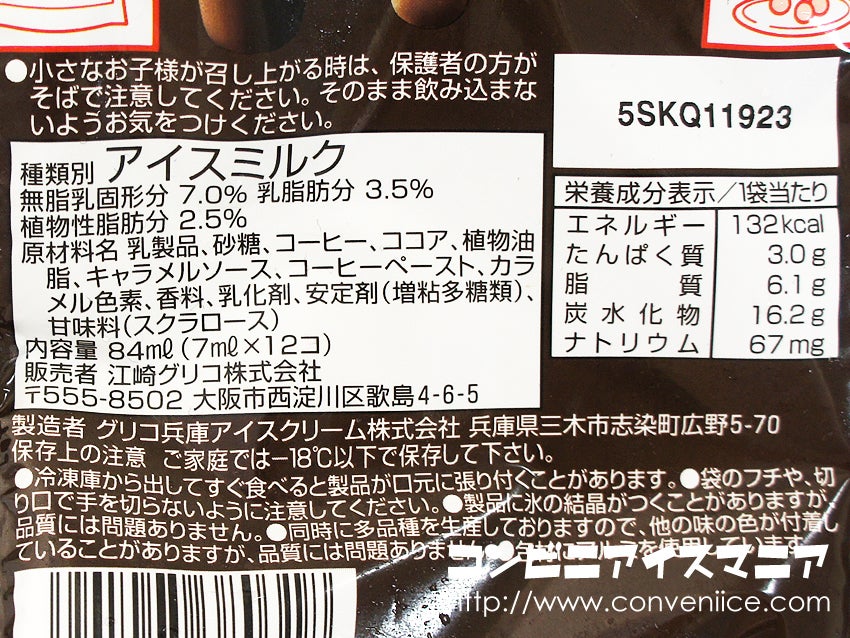 ●小さなお子様が召し上がる時は、保護者の方が
そばで注意してください。そのまま飲み込まな
いようお気をつけください。
5SKQ11923
種類別 アイスミルク
無脂乳固形分 7.0% 乳脂肪分 3.5%
植物性脂肪分 2.5%
原材料名 乳製品、砂糖、コーヒー、ココア、植物油
脂、キャラメルソース、コーヒーペースト、カラ
メル色素、香料、乳化剤、安定剤(増粘多糖類)、
甘味料(スクラロース)
内容量 84mℓ(7mℓ×12コ)
販売者 江崎グリコ株式会社
〒555-8502 大阪市西淀川区歌島4-6-5
栄養成分表示/1袋当たり
エネルギー 132kcal
たんぱく質 3.0g
脂質 6.1g
炭水化物 16.2g
ナトリウム 67mg
製造者 グリコ兵庫アイスクリーム株式会社 兵庫県三木市志染町広野5-70
保存上の注意 ご家庭では−18℃以下で保存して下さい。
●冷凍庫から出してすぐ食べると製品が口元に張り付くことがあります。●袋のフチや、切
り口で手を切らないように注意してください。●製品に氷の結晶がつくことがありますが、
品質には問題ありません。●同時に多品種を生産しておりますので、他の味の色が付着し
ていることがありますが、品質には問題ありません。●包材にアルミを使用しています。
コンビニアイスマニア
http://www.conveniice.com/